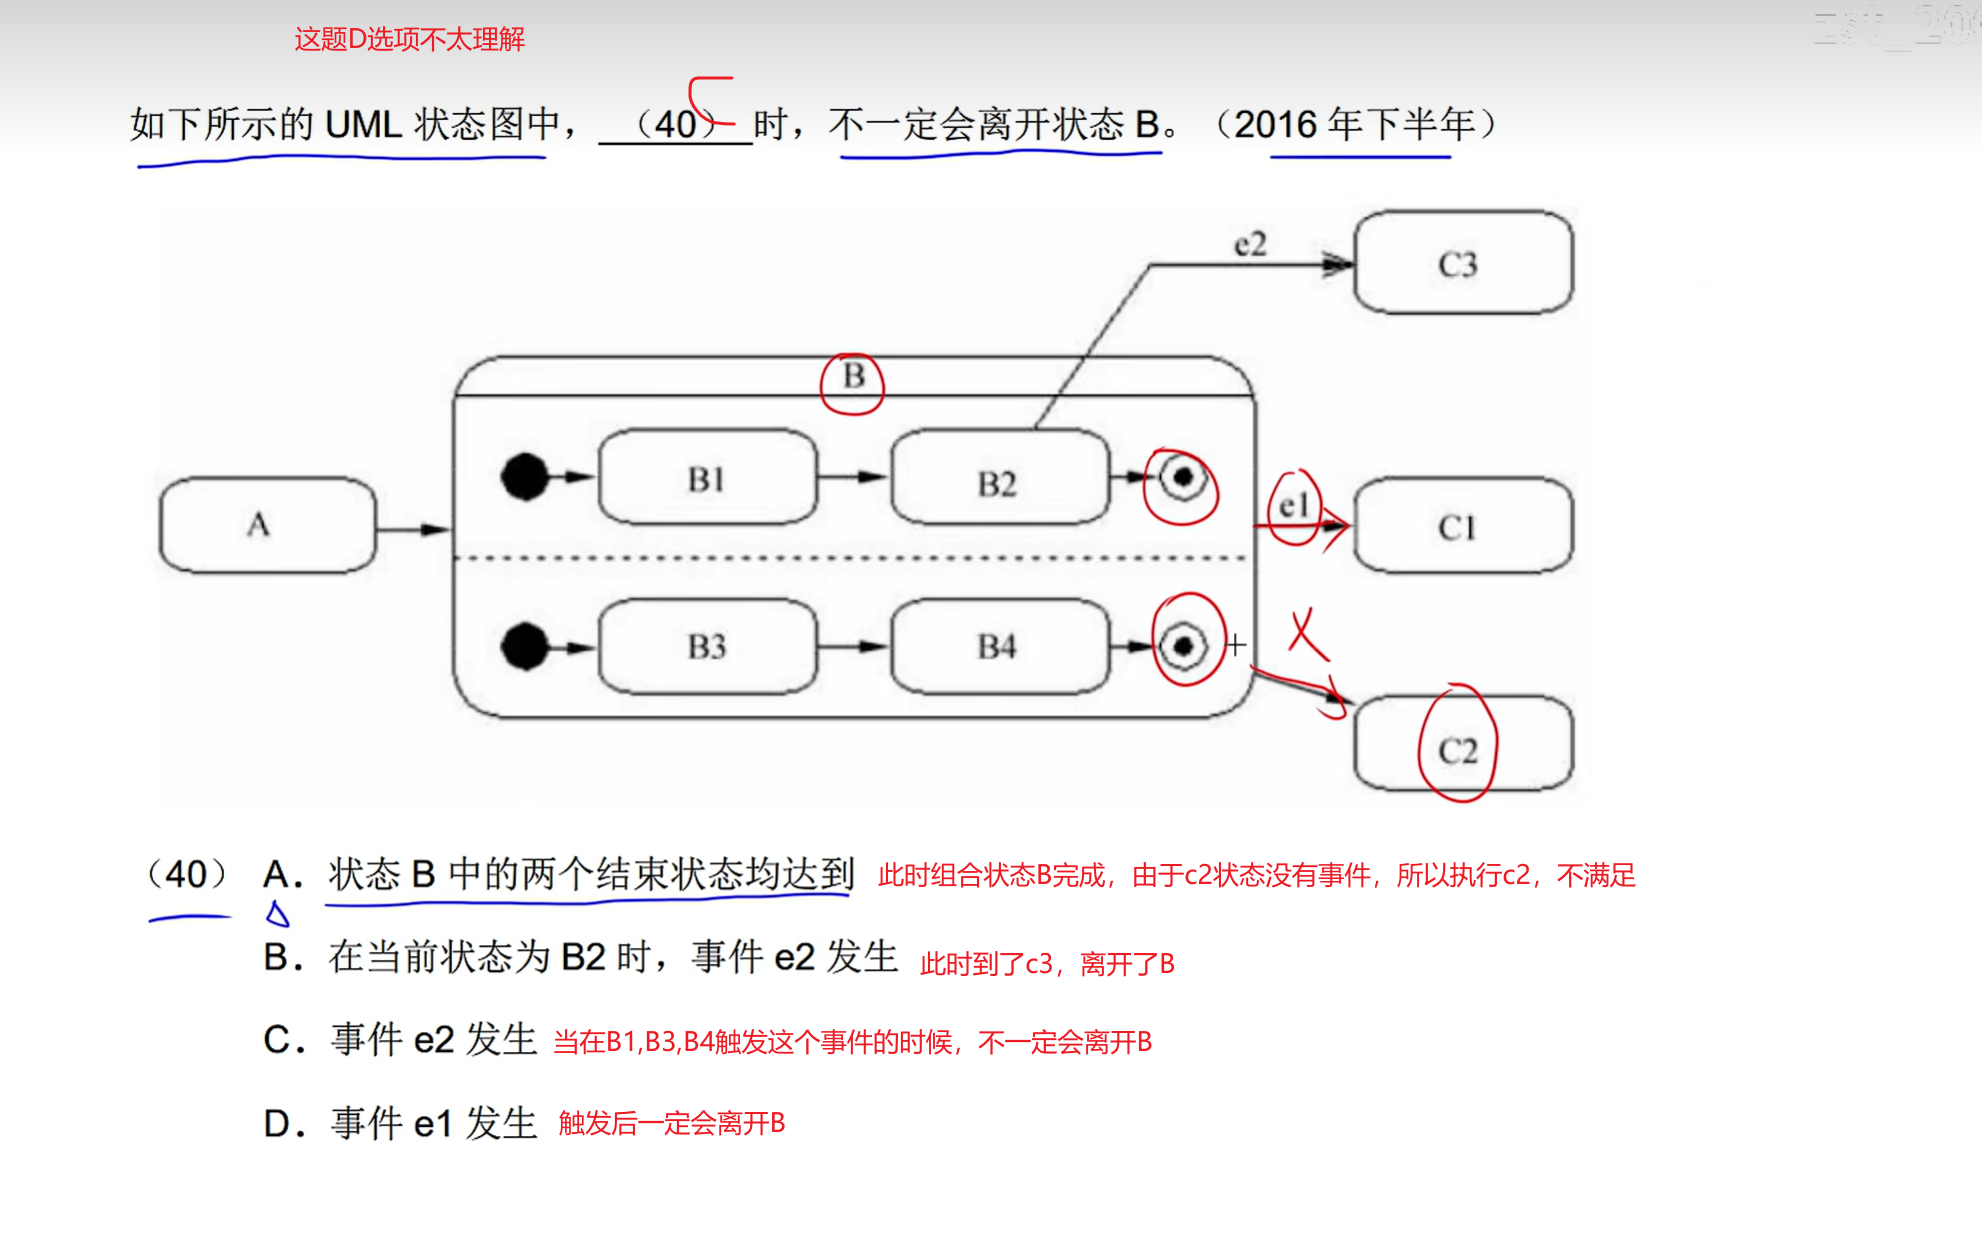 这题D选项不太理解
如下所示的 UML 状态图中，（40）时，不一定会离开状态 B。（2016 年下半年）
e2
C3
B
B1
B2
e1
C1
A
B3
B4
C2
（40） A. 状态 B 中的两个结束状态均达到 此时组合状态B完成，由于c2状态没有事件，所以执行c2，不满足
B. 在当前状态为 B2 时，事件 e2 发生 此时到了c3，离开了B
C. 事件 e2 发生 当在B1,B3,B4触发这个事件的时候，不一定会离开B
D. 事件 e1 发生 触发后一定会离开B